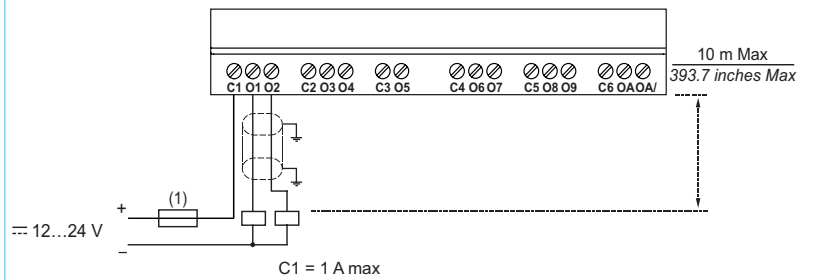 10 m Max
393.7 inches Max
C1 O1 O2 C2 O3 O4 C3 O5 C4 O6 O7 C5 O8 O9 C6 OA OA/
(1)
+
12…24 V
–
C1 = 1 A max